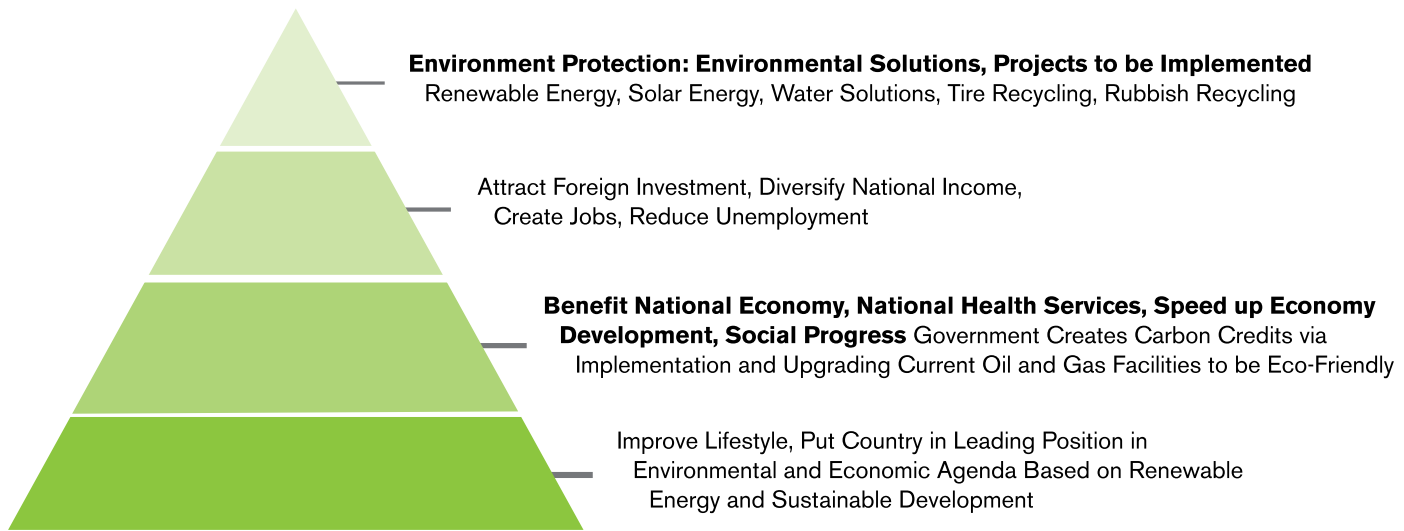 Environment Protection: Environmental Solutions, Projects to be Implemented
Renewable Energy, Solar Energy, Water Solutions, Tire Recycling, Rubbish Recycling
Attract Foreign Investment, Diversify National Income,
Create Jobs, Reduce Unemployment
Benefit National Economy, National Health Services, Speed up Economy
Development, Social Progress Government Creates Carbon Credits via
Implementation and Upgrading Current Oil and Gas Facilities to be Eco-Friendly
Improve Lifestyle, Put Country in Leading Position in
Environmental and Economic Agenda Based on Renewable
Energy and Sustainable Development